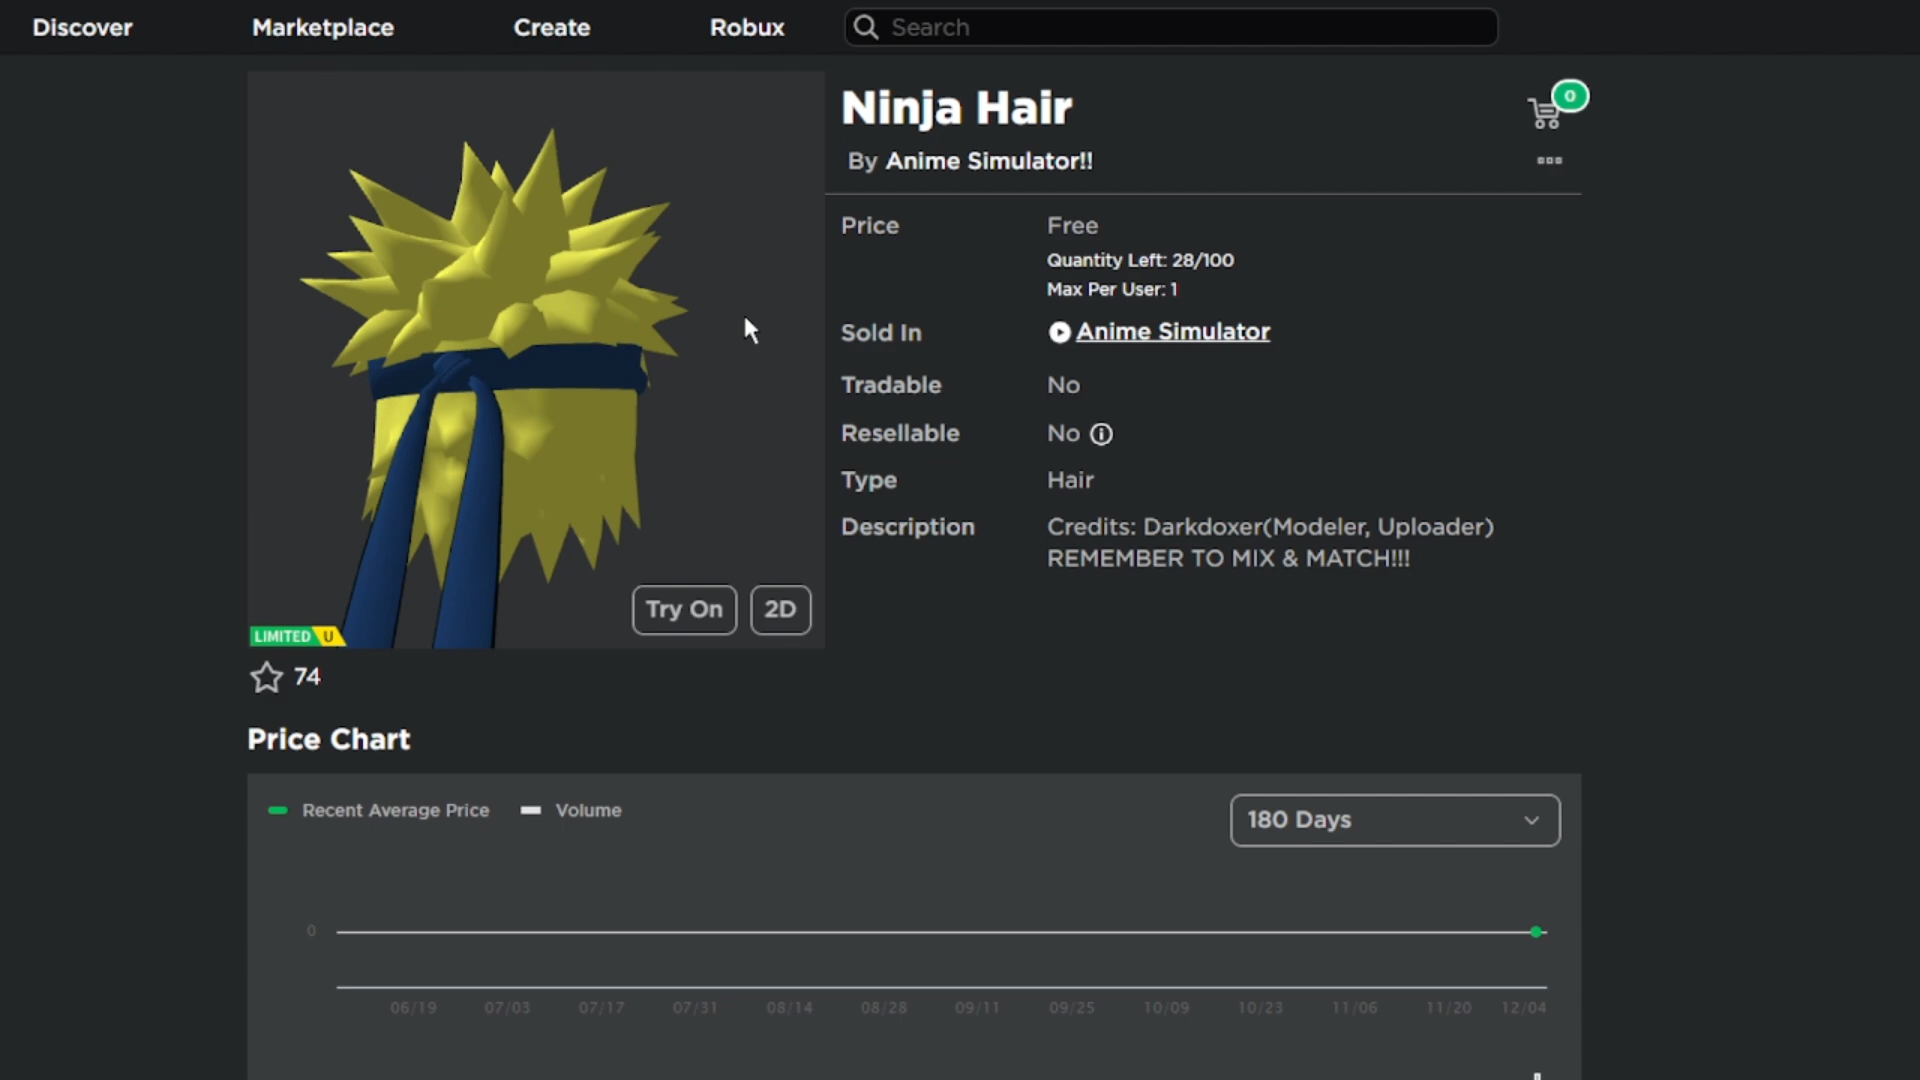 Discover Marketplace Create Robux Search
Ninja Hair
0
By Anime Simulator!!
Price Free
Quantity Left: 28/100
Max Per User: 1
Sold In Anime Simulator
Tradable No
Resellable No
Type Hair
Description Credits: Darkdoxer(Modeler, Uploader)
REMEMBER TO MIX & MATCH!!!
Try On 2D
LIMITED U
74
Price Chart
Recent Average Price Volume
180 Days
0
06/19 07/03 07/17 07/31 08/14 08/28 09/11 09/25 10/09 10/23 11/06 11/20 12/04